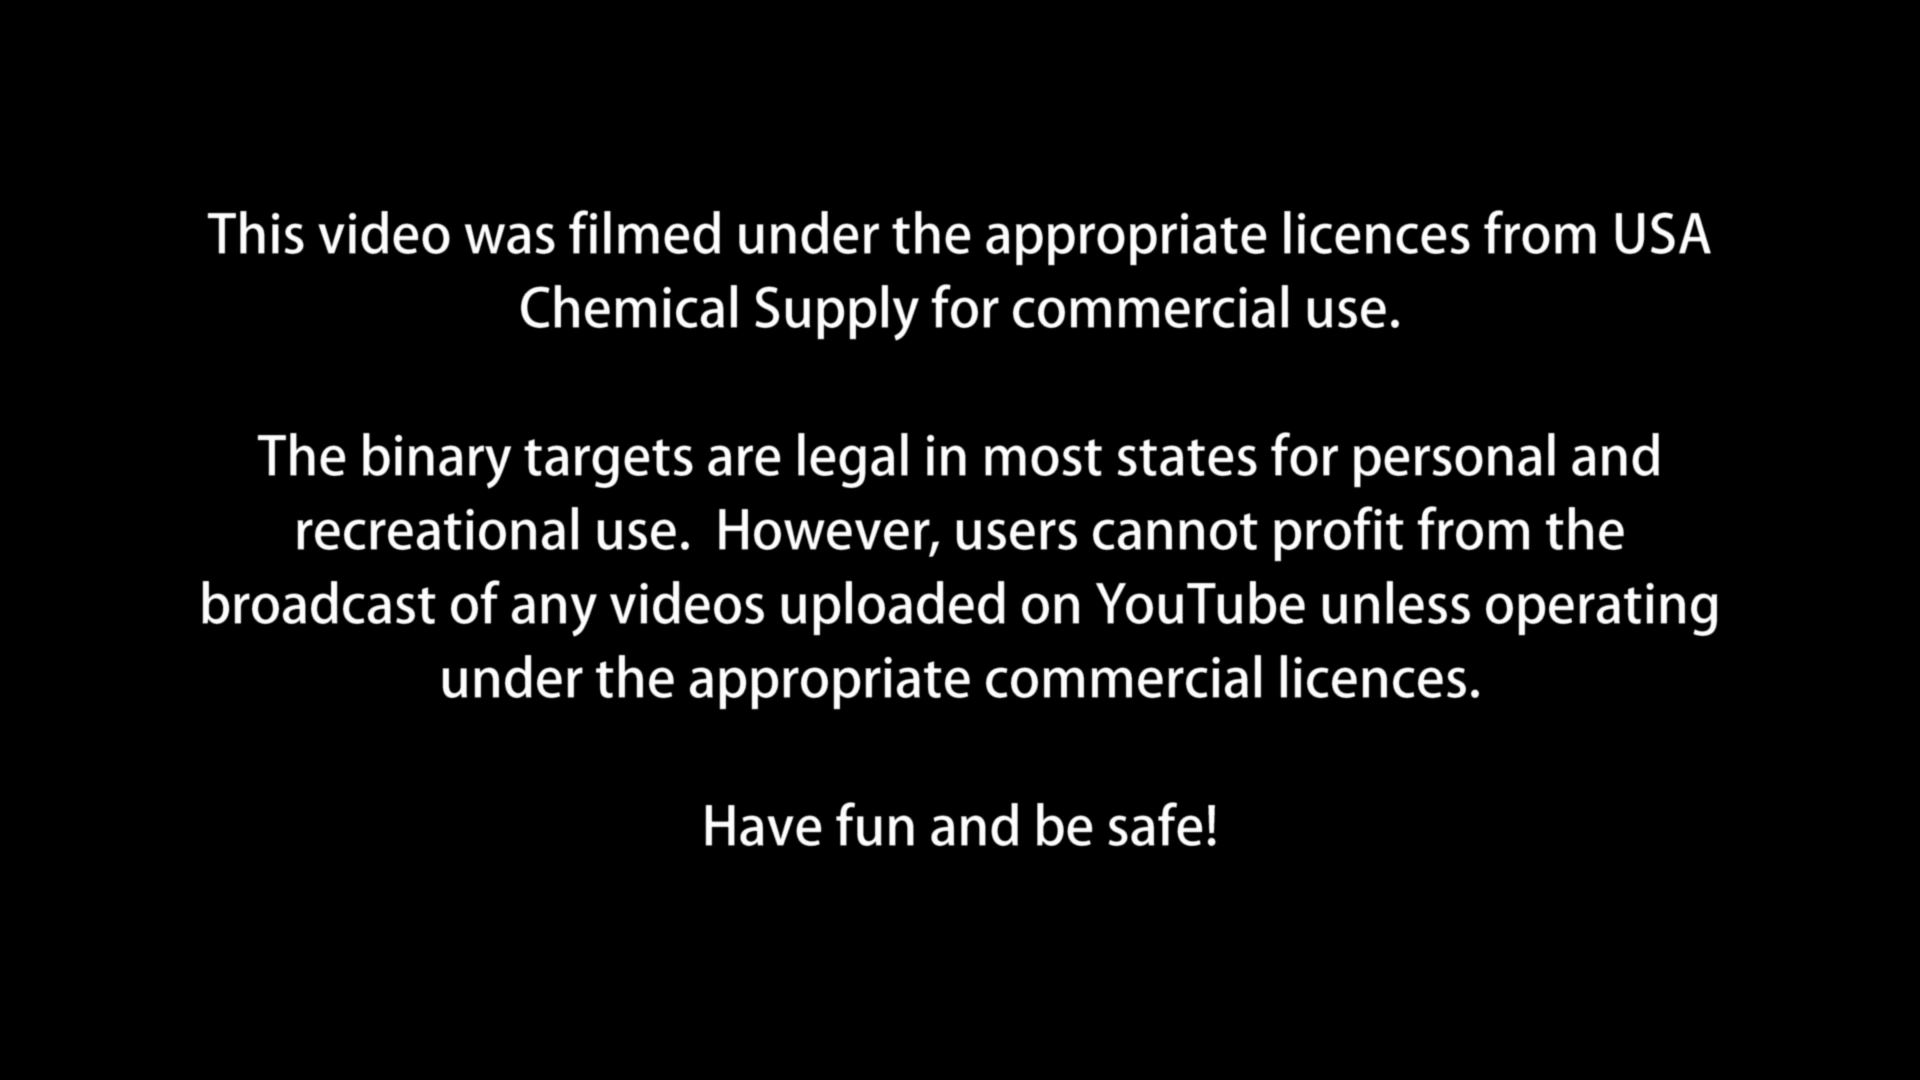 This video was filmed under the appropriate licences from USA
Chemical Supply for commercial use.
The binary targets are legal in most states for personal and
recreational use.  However, users cannot profit from the
broadcast of any videos uploaded on YouTube unless operating
under the appropriate commercial licences.
Have fun and be safe!